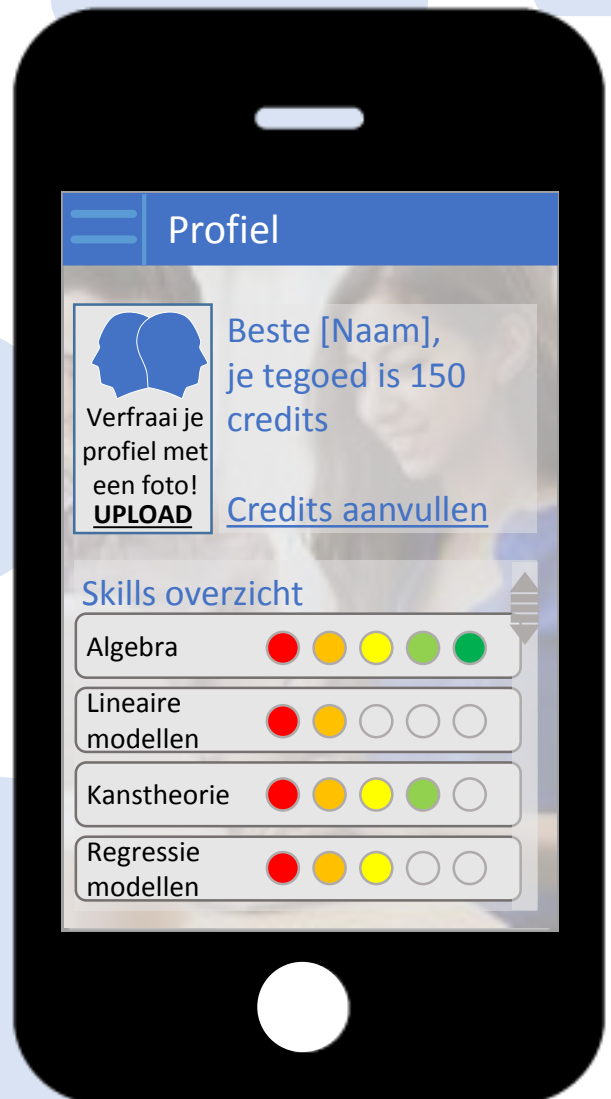 Profiel
Verfraai je
profiel met
een foto!
UPLOAD
Beste [Naam],
je tegoed is 150
credits
Credits aanvullen
Skills overzicht
Algebra
Lineaire
modellen
Kanstheorie
Regressie
modellen